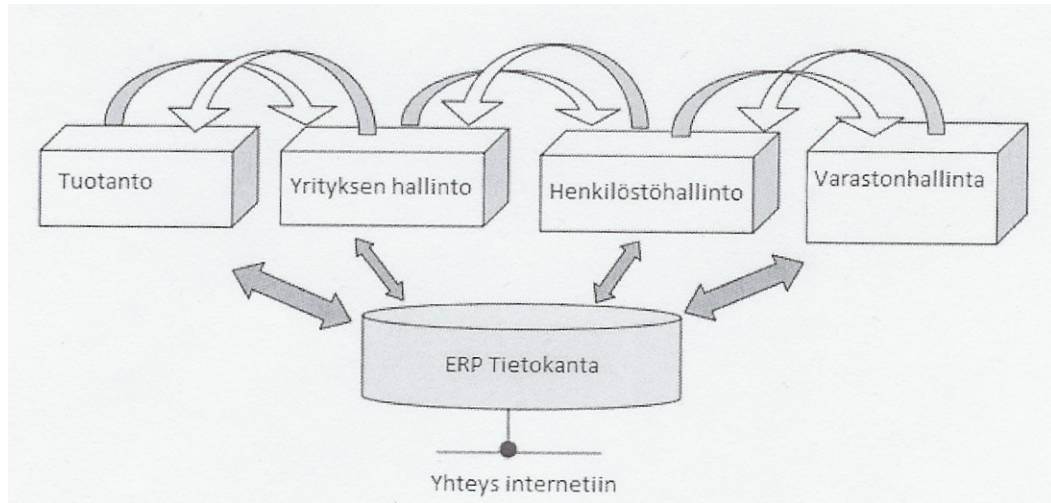 Tuotanto
Yrityksen hallinto
Henkilöstöhallinto
Varastonhallinta
ERP Tietokanta
Yhteys internetiin